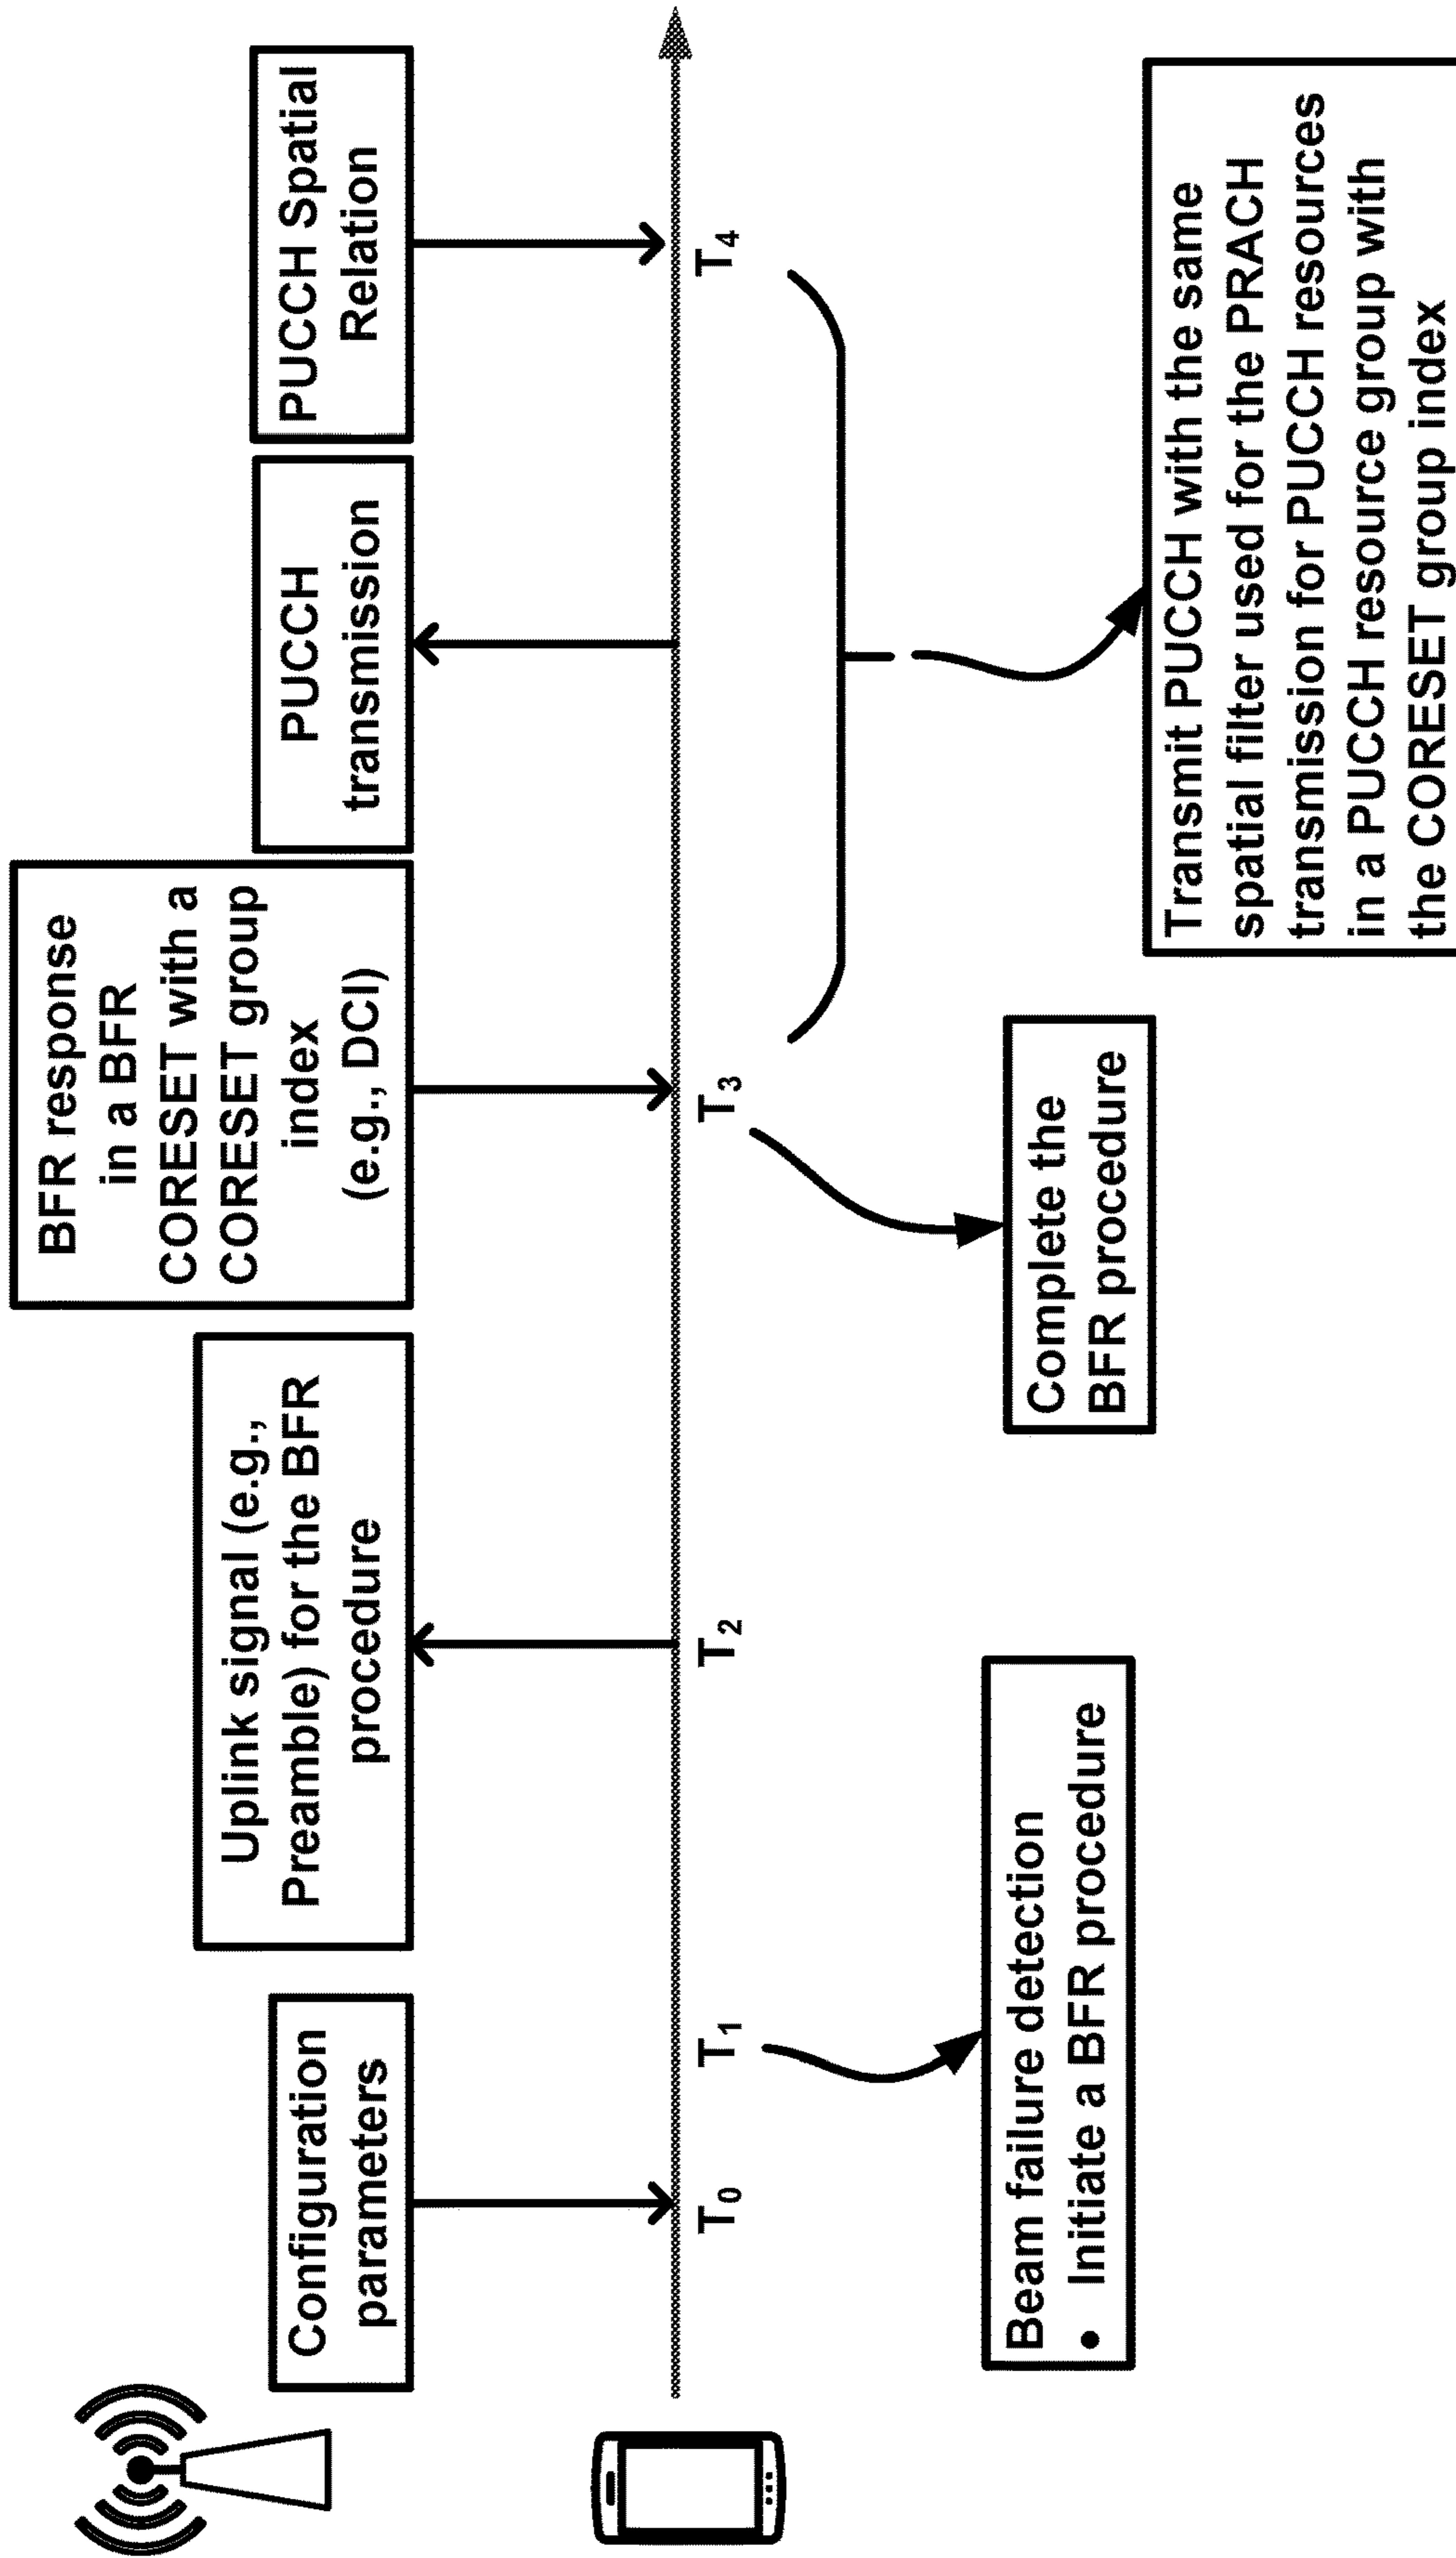 Configuration
parameters
Uplink signal (e.g.,
Preamble) for the BFR
procedure
BFR response
in a BFR
CORESET with a
CORESET group
index
(e.g., DCI)
PUCCH
transmission
PUCCH Spatial
Relation
T0
T1
T2
T3
T4
Beam failure detection
• Initiate a BFR procedure
Complete the
BFR procedure
Transmit PUCCH with the same
spatial filter used for the PRACH
transmission for PUCCH resources
in a PUCCH resource group with
the CORESET group index